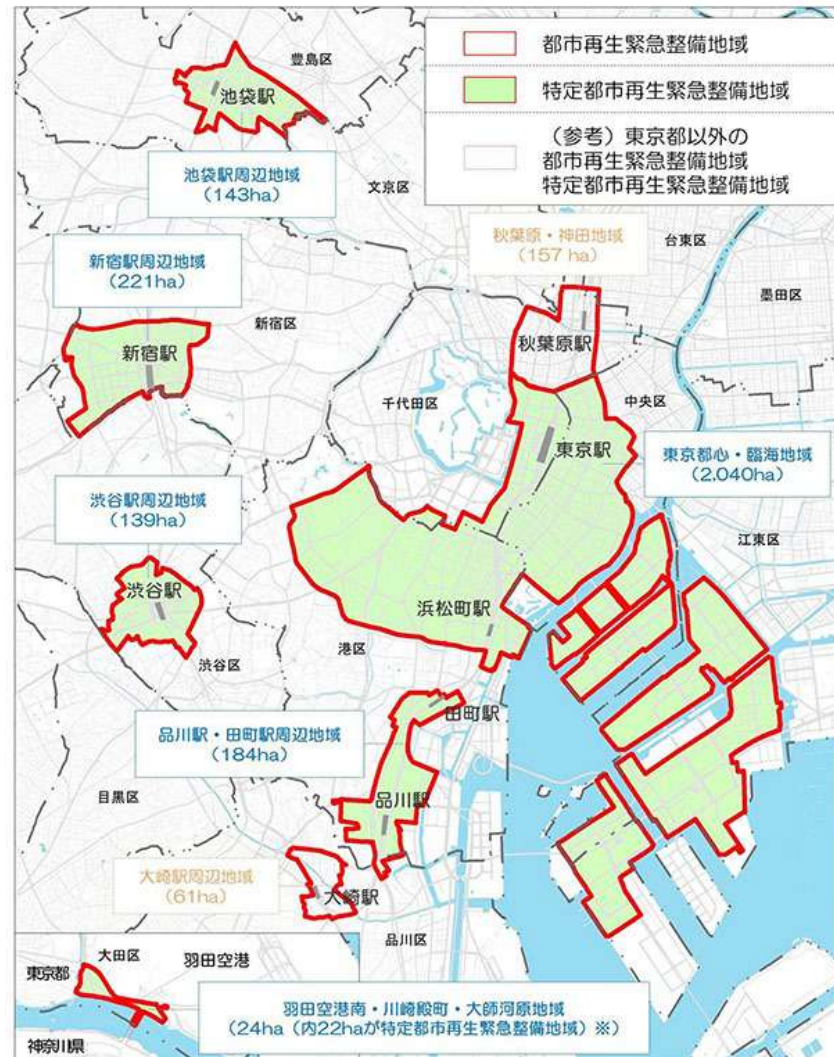 都市再生緊急整備地域
特定都市再生緊急整備地域
（参考）東京都以外の
都市再生緊急整備地域
特定都市再生緊急整備地域
豊島区
池袋駅
池袋駅周辺地域
(143ha)
文京区
秋葉原・神田地域
(157 ha)
台東区
墨田区
新宿駅周辺地域
(221ha)
新宿区
新宿駅
秋葉原駅
千代田区
中央区
東京駅
東京都心・臨海地域
(2.040ha)
渋谷駅周辺地域
(139ha)
江東区
渋谷駅
浜松町駅
港区
渋谷区
田町駅
品川駅・田町駅周辺地域
(184ha)
目黒区
品川駅
大崎駅周辺地域
(61ha)
大崎駅
品川区
大田区
羽田空港
東京都
神奈川県
羽田空港南・川崎殿町・大師河原地域
(24ha（内22haが特定都市再生緊急整備地域）※)